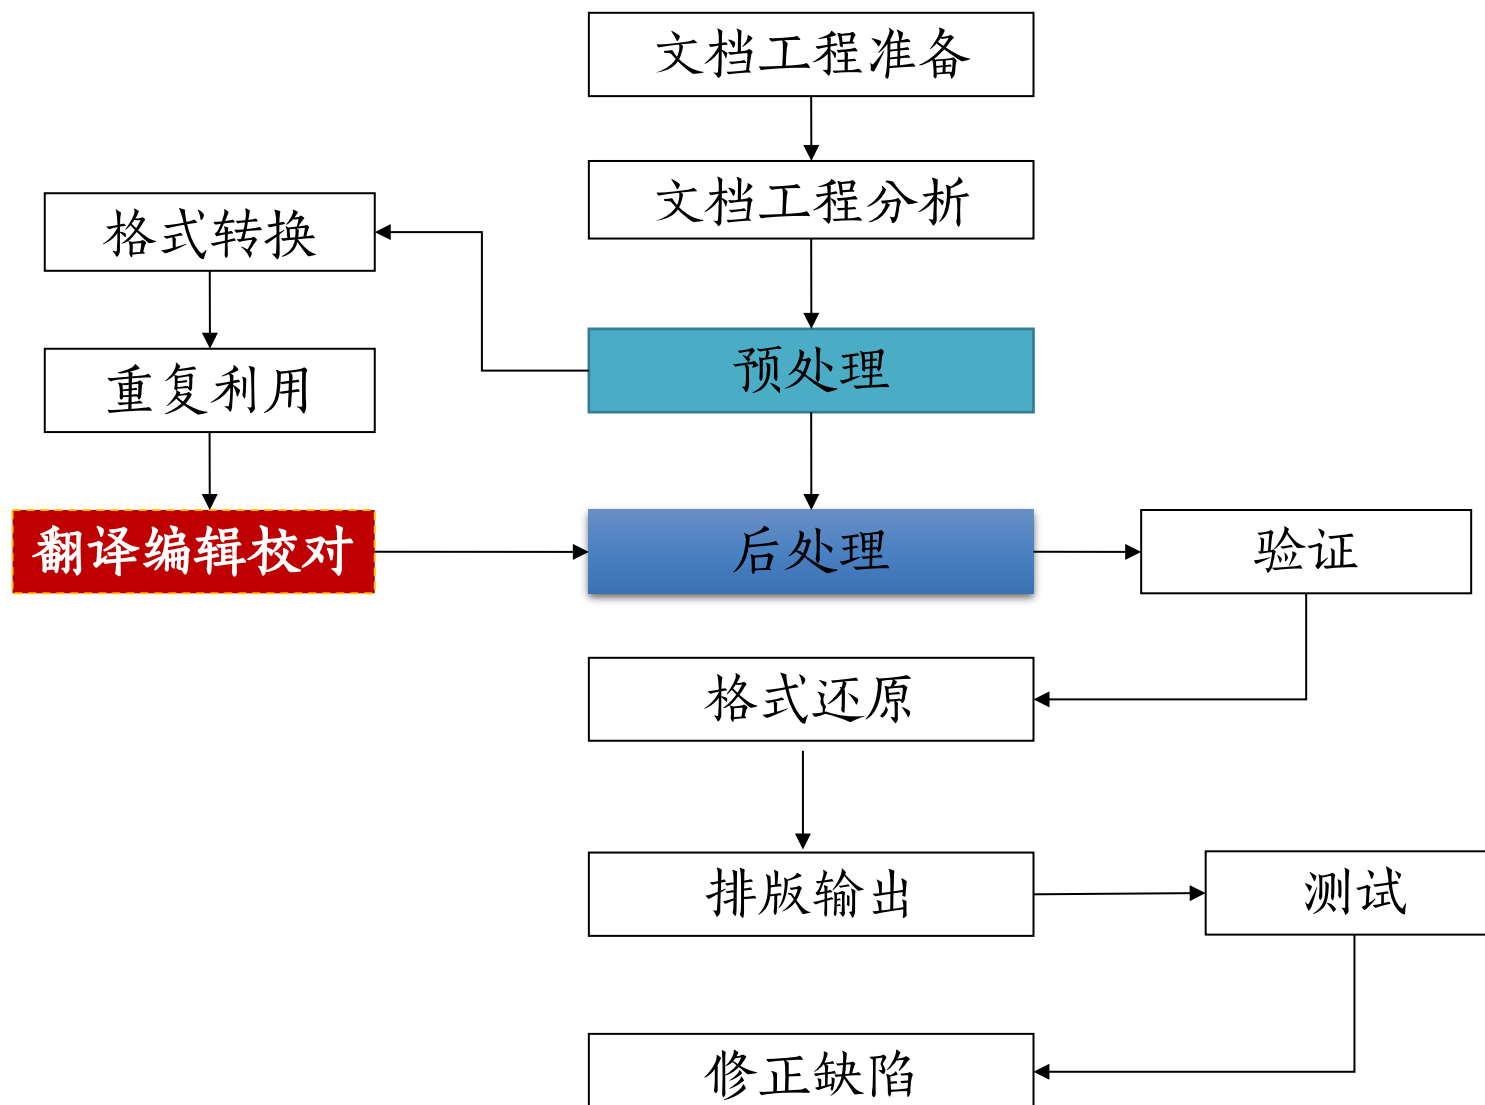 文档工程准备
文档工程分析
格式转换
预处理
重复利用
翻译编辑校对
后处理
验证
格式还原
排版输出
测试
修正缺陷